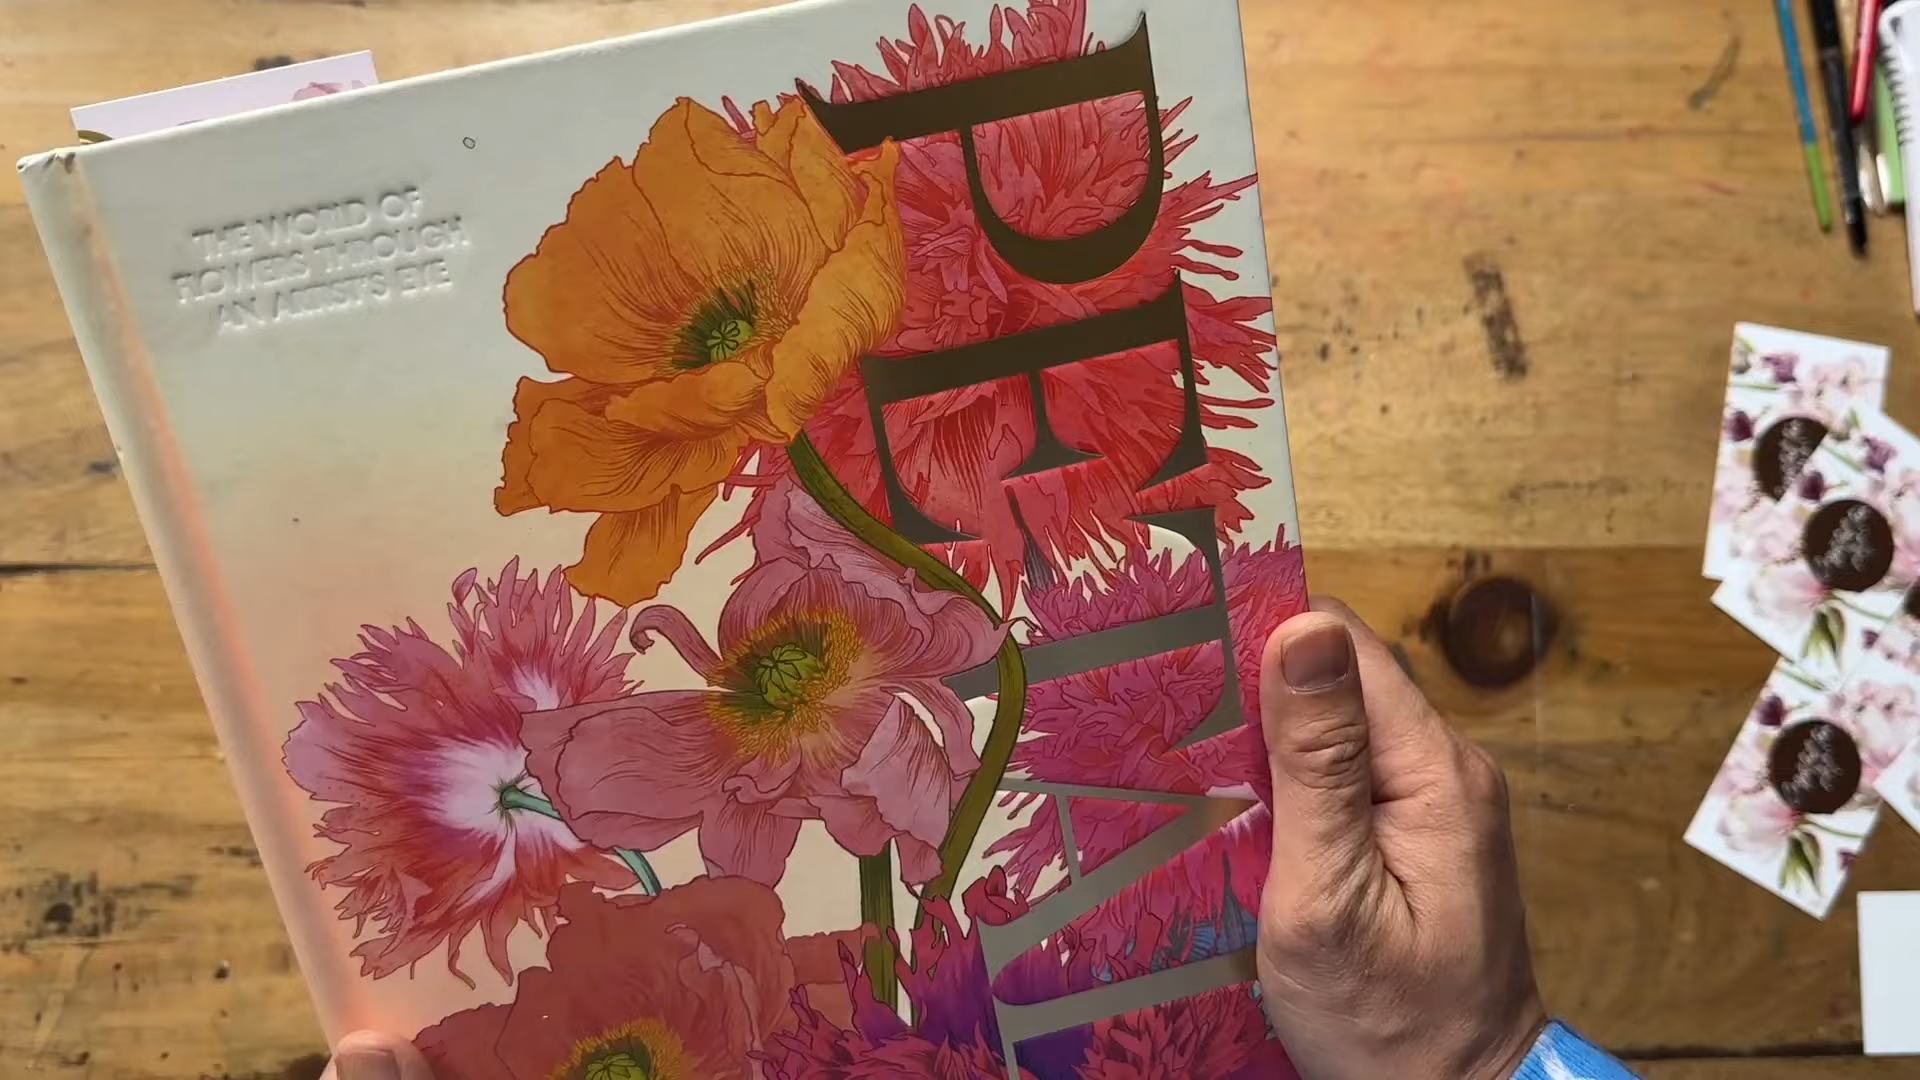 THE WORLD OF
FLOWERS THROUGH
AN ARTIST'S EYE
PETAL